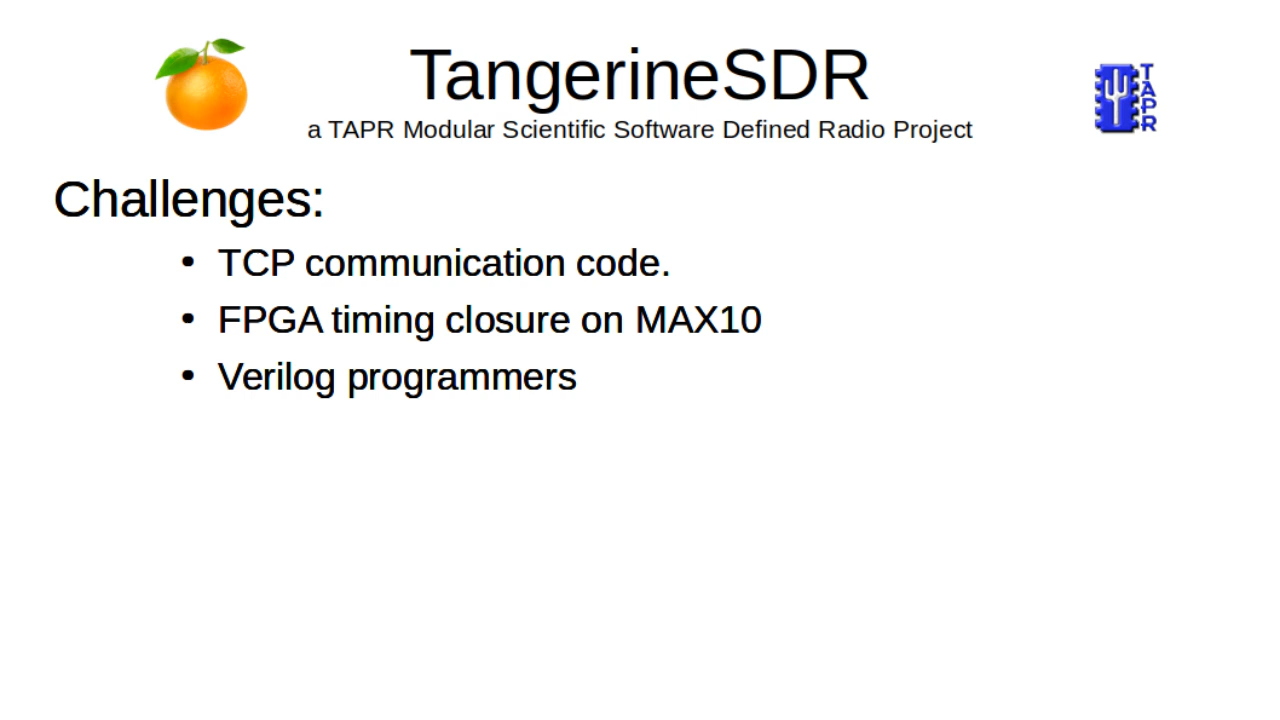 TangerineSDR
a TAPR Modular Scientific Software Defined Radio Project
TAPR
Challenges:
• TCP communication code.
• FPGA timing closure on MAX10
• Verilog programmers